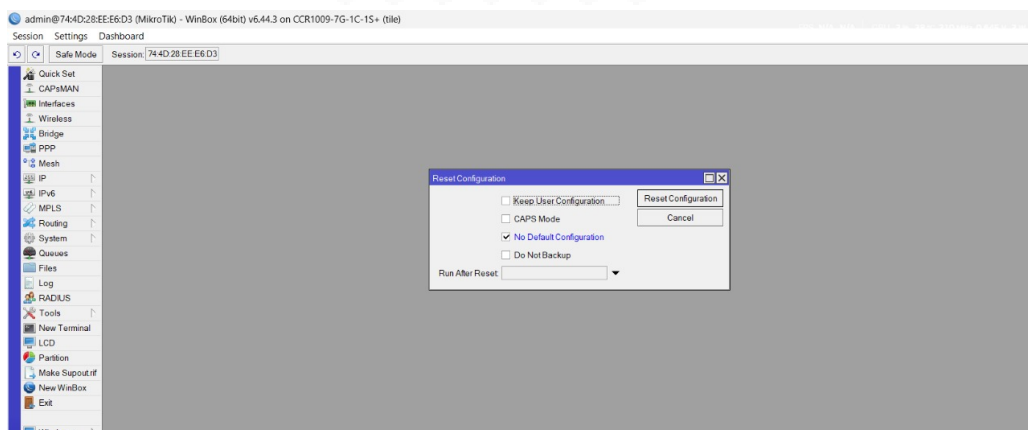 admin@74:4D:28:EE:E6:D3 (MikroTik) - WinBox (64bit) v6.44.3 on CCR1009-7G-1C-1S+ (tile)
Session Settings Dashboard
Safe Mode Session: 74:4D:28:EE:E6:D3
Quick Set
CAPsMAN
Interfaces
Wireless
Bridge
PPP
Mesh
IP
IPv6
MPLS
Routing
System
Queues
Files
Log
RADIUS
Tools
New Terminal
LCD
Partition
Make Supout.rif
New WinBox
Exit
Reset Configuration
Keep User Configuration Reset Configuration
CAPS Mode Cancel
No Default Configuration
Do Not Backup
Run After Reset: